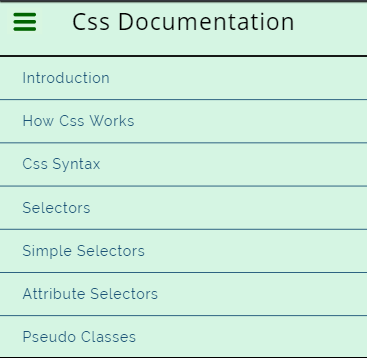 Css Documentation
Introduction
How Css Works
Css Syntax
Selectors
Simple Selectors
Attribute Selectors
Pseudo Classes